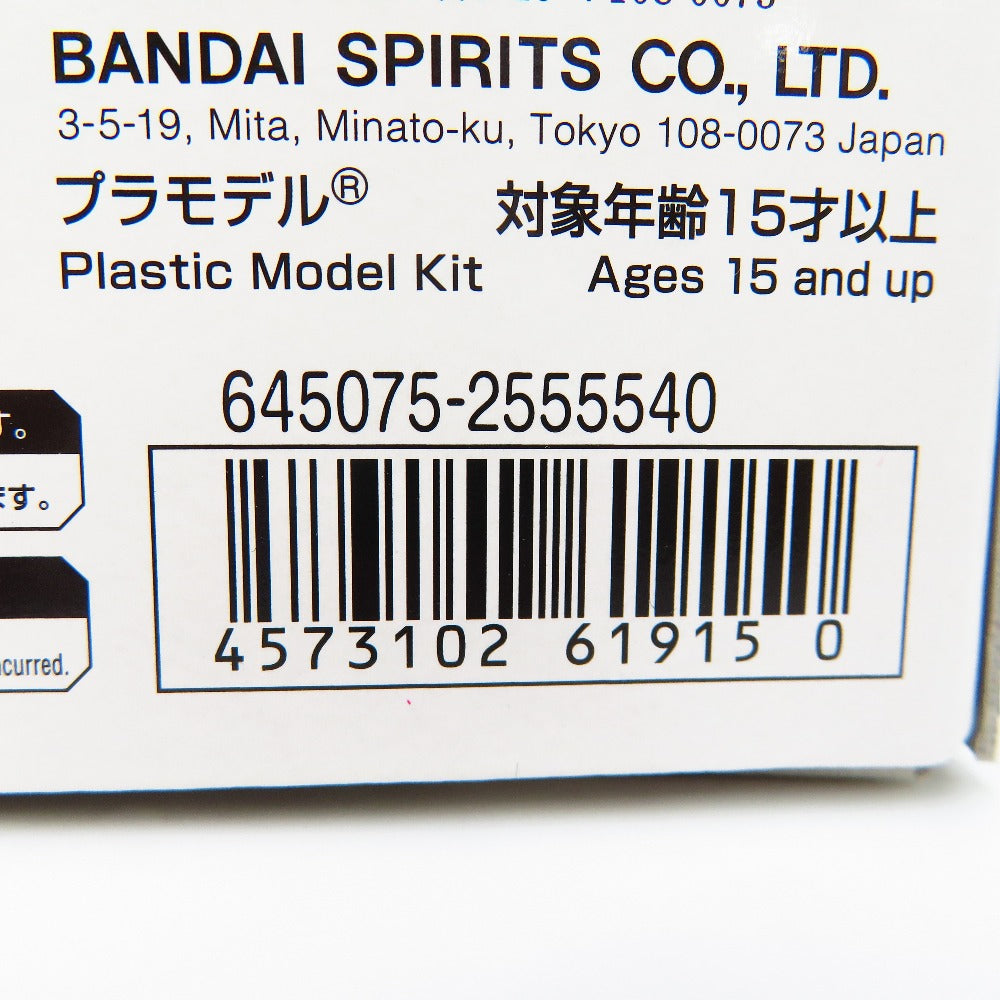 BANDAI SPIRITS CO., LTD.
3-5-19, Mita, Minato-ku, Tokyo 108-0073 Japan
プラモデル® 対象年齢15才以上
Plastic Model Kit Ages 15 and up
645075-2555540
す。
ます。
4573102 61915 0
curred.